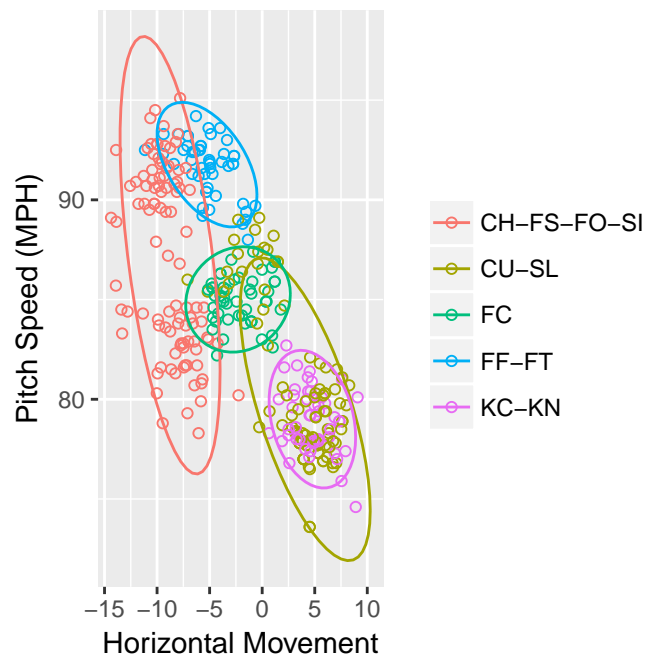 90
80
Pitch Speed (MPH)
−15 −10 −5 0 5 10
Horizontal Movement
CH−FS−FO−SI
CU−SL
FC
FF−FT
KC−KN